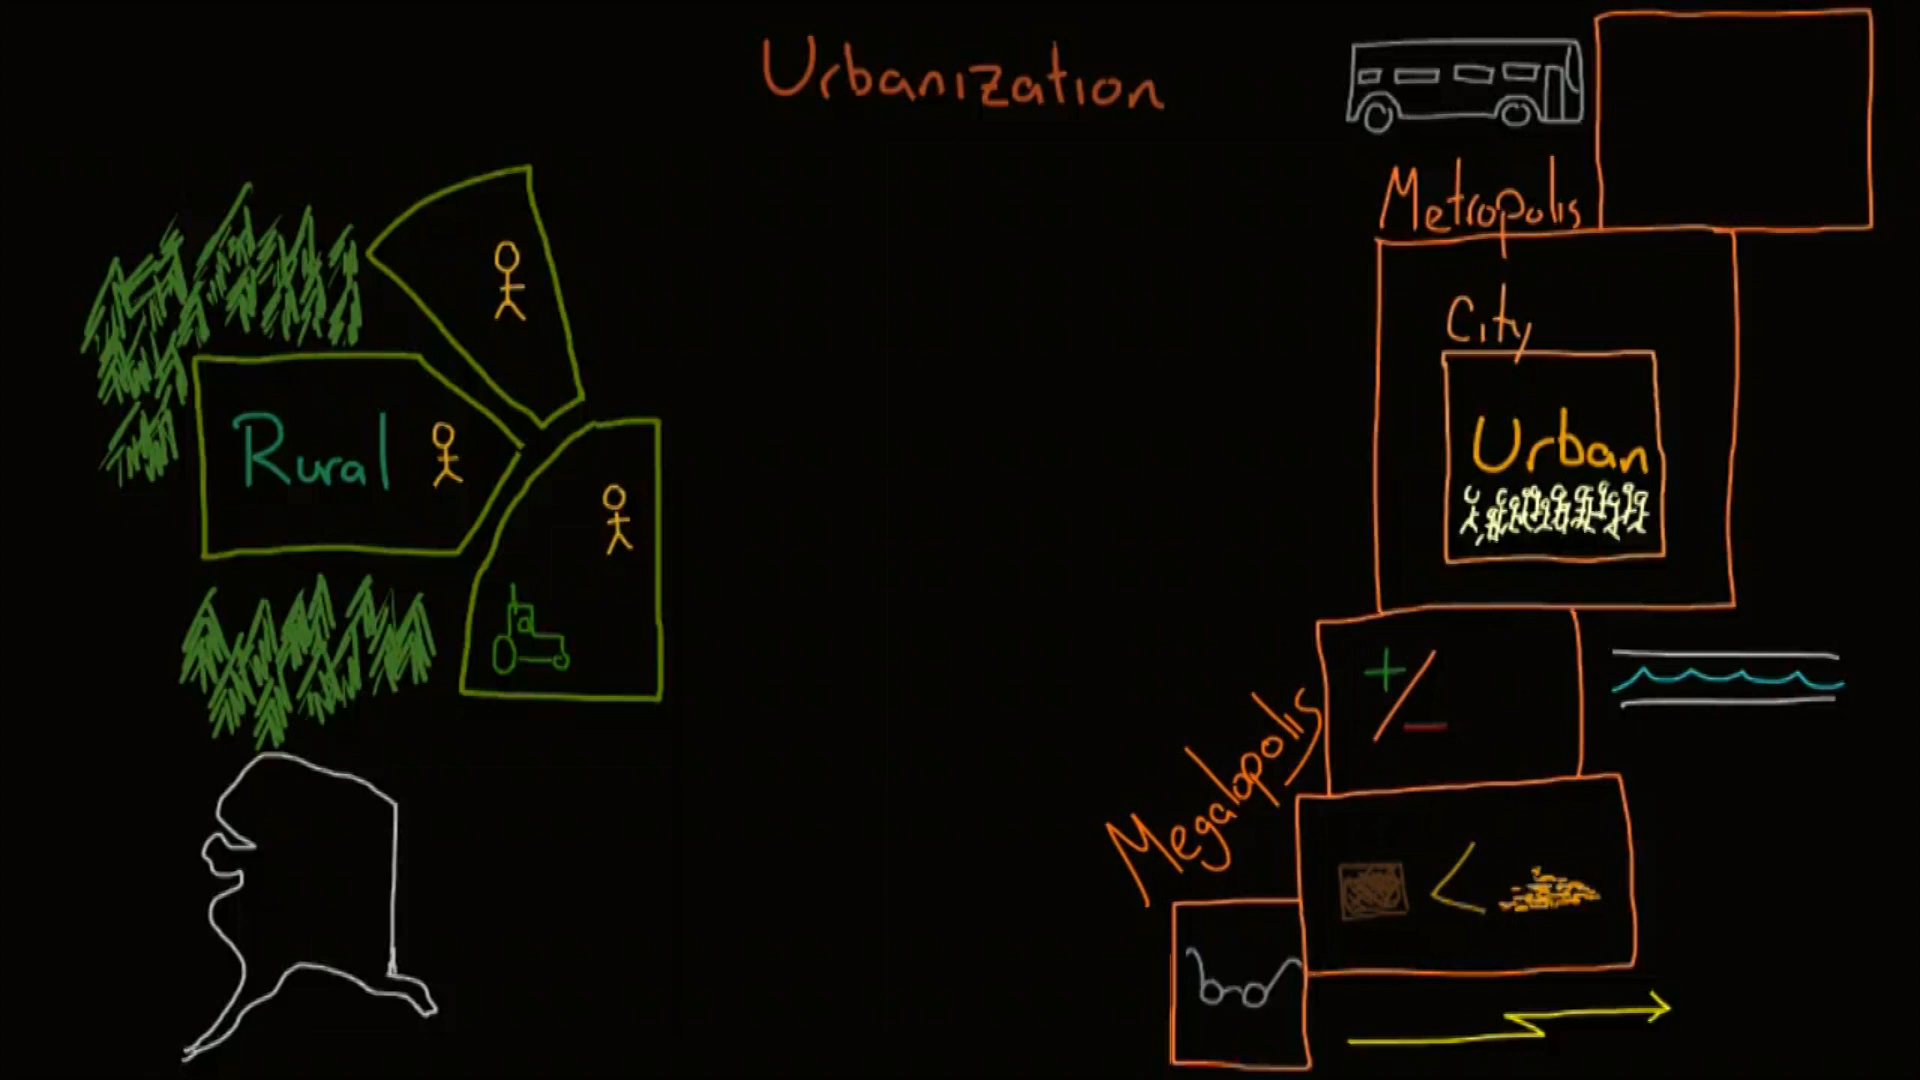 Urbanization
Metropolis
City
Rural
Urban
+/-
Megalopolis
<